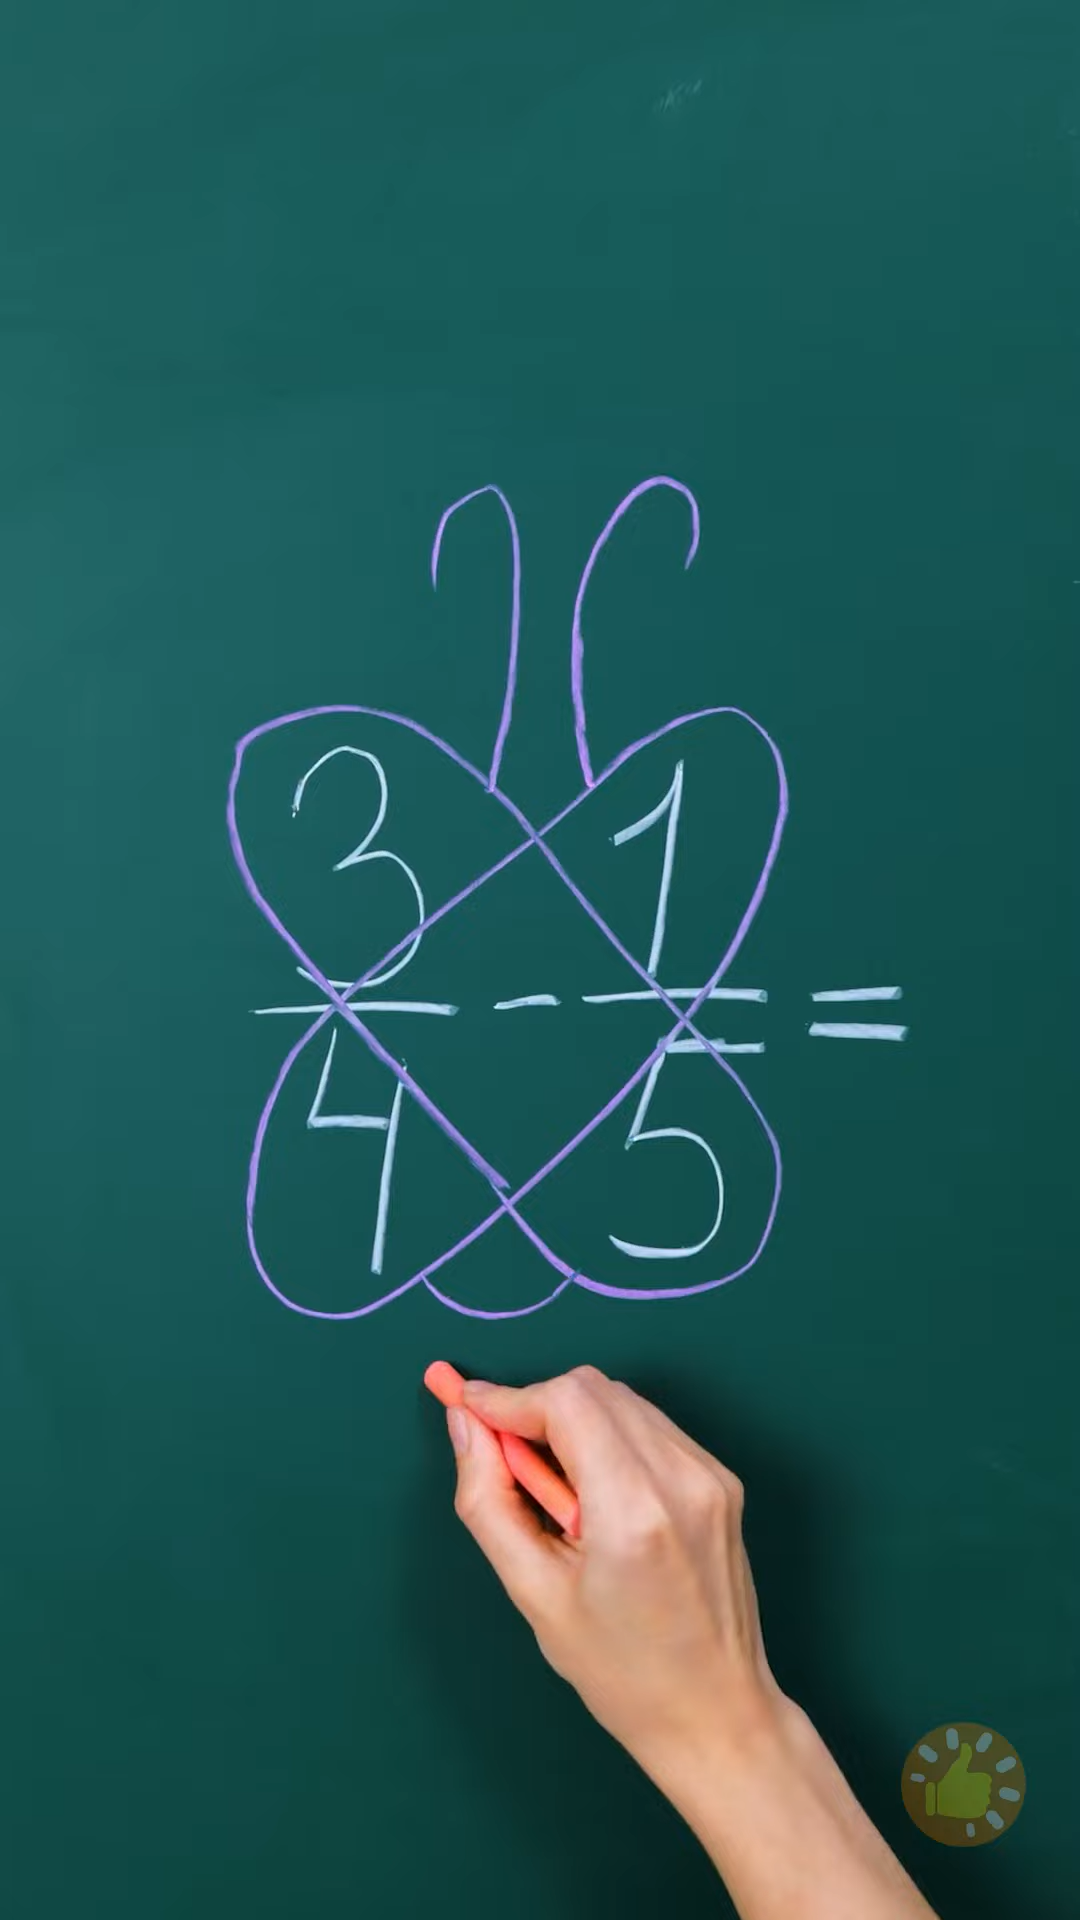 3/4 - 1/5 =